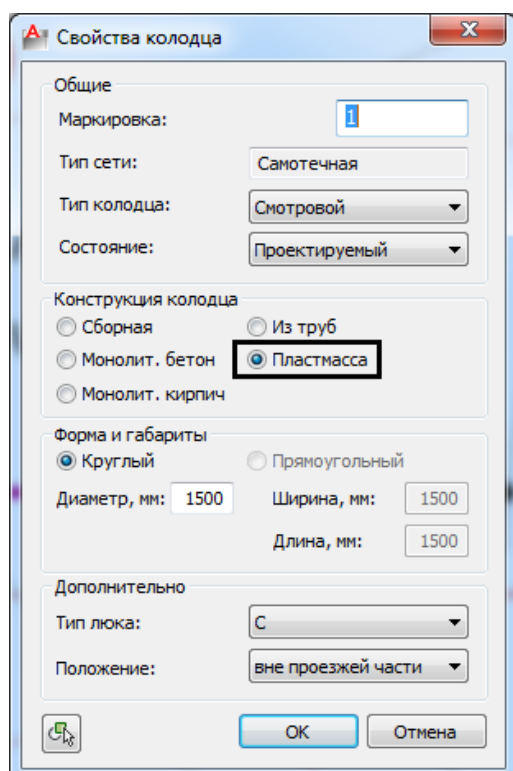 Свойства колодца
Общие
Маркировка: 1
Тип сети: Самотечная
Тип колодца: Смотровой
Состояние: Проектируемый
Конструкция колодца
Сборная Из труб
Монолит. бетон Пластмасса
Монолит. кирпич
Форма и габариты
Круглый Прямоугольный
Диаметр, мм: 1500 Ширина, мм: 1500
Длина, мм: 1500
Дополнительно
Тип люка: С
Положение: вне проезжей части
ОК Отмена